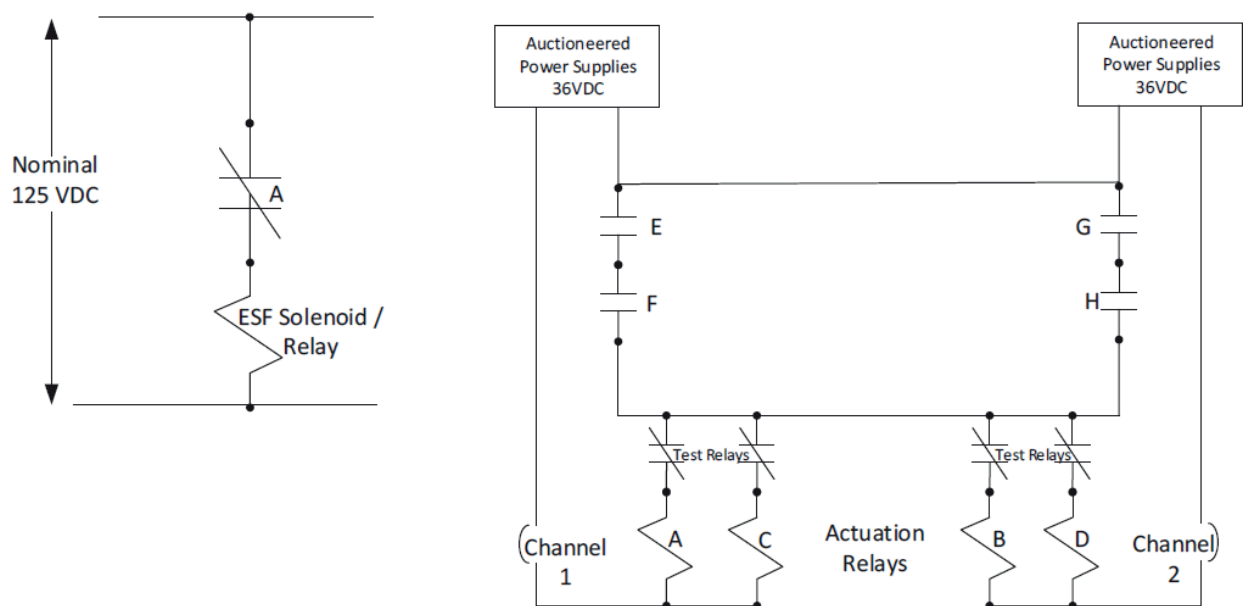 Nominal
125 VDC
A
ESF Solenoid /
Relay
Auctioneered
Power Supplies
36VDC
Auctioneered
Power Supplies
36VDC
E
F
G
H
Test Relays
Test Relays
Channel
1
A
C
Actuation
Relays
B
D
Channel
2